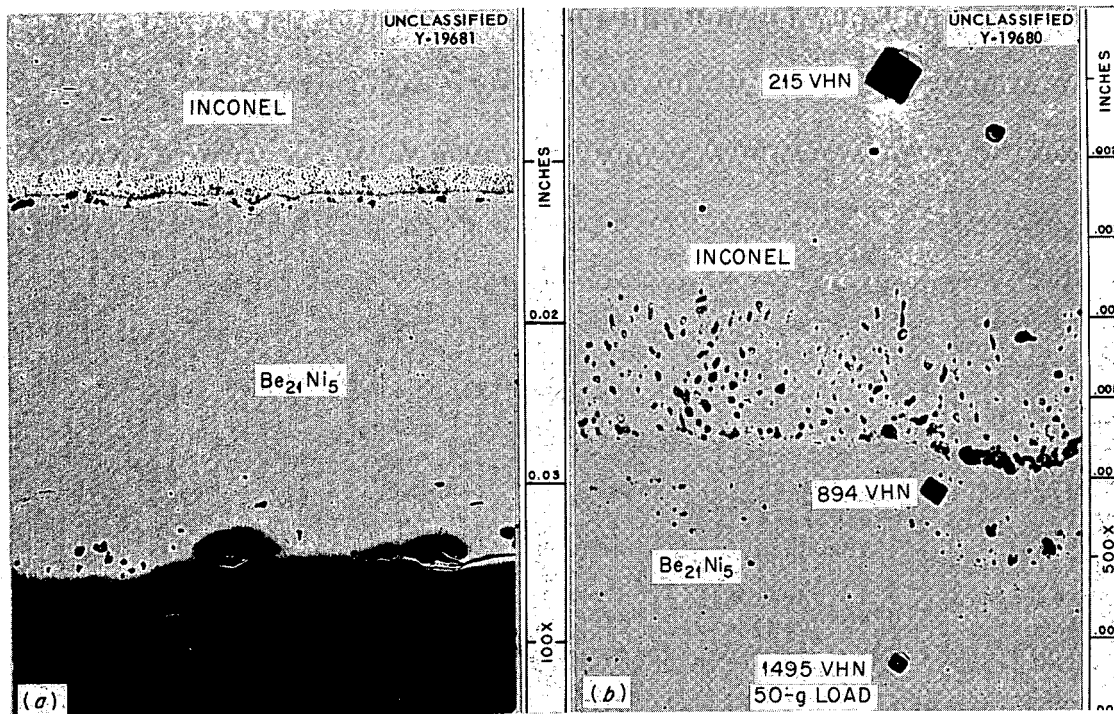 UNCLASSIFIED
Y-19681
INCONEL
Be21Ni5
(a)
INCHES
0.02
0.03
100X
UNCLASSIFIED
Y-19680
215 VHN
INCONEL
894 VHN
Be21Ni5
1495 VHN
50-g LOAD
(b)
INCHES
500X